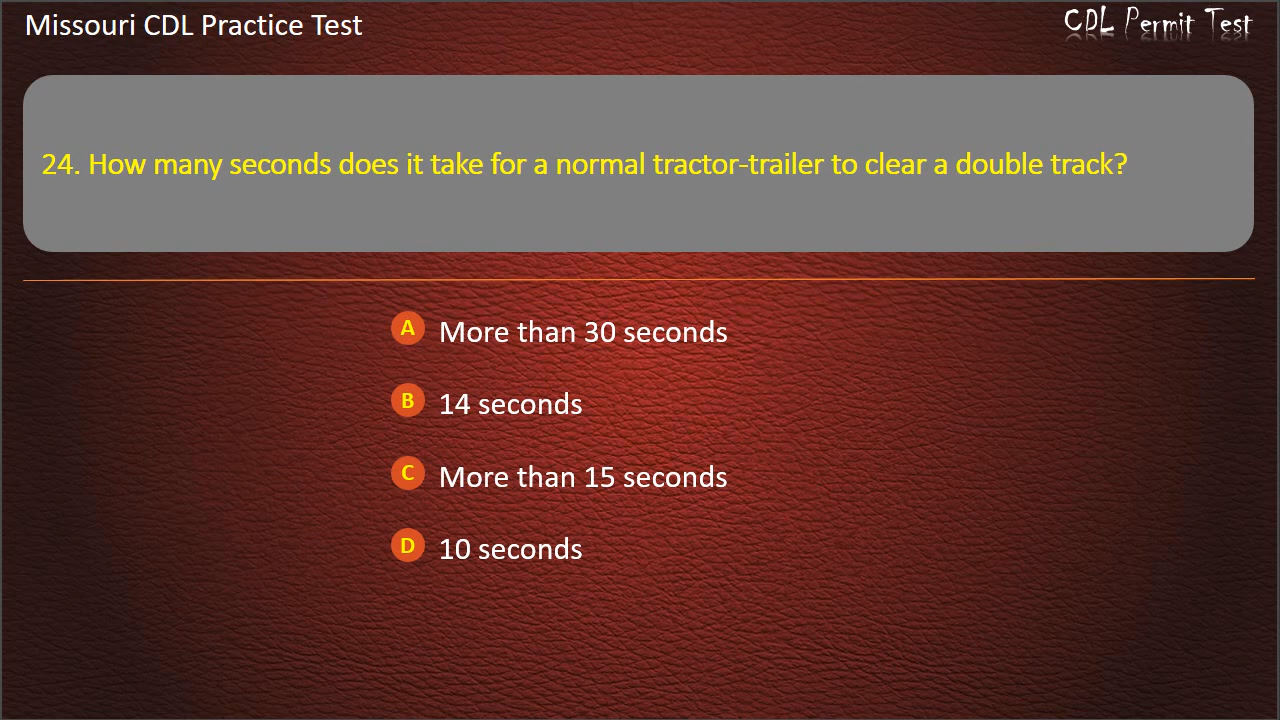 Missouri CDL Practice Test
CDL Permit Test
24. How many seconds does it take for a normal tractor-trailer to clear a double track?
A More than 30 seconds
B 14 seconds
C More than 15 seconds
D 10 seconds